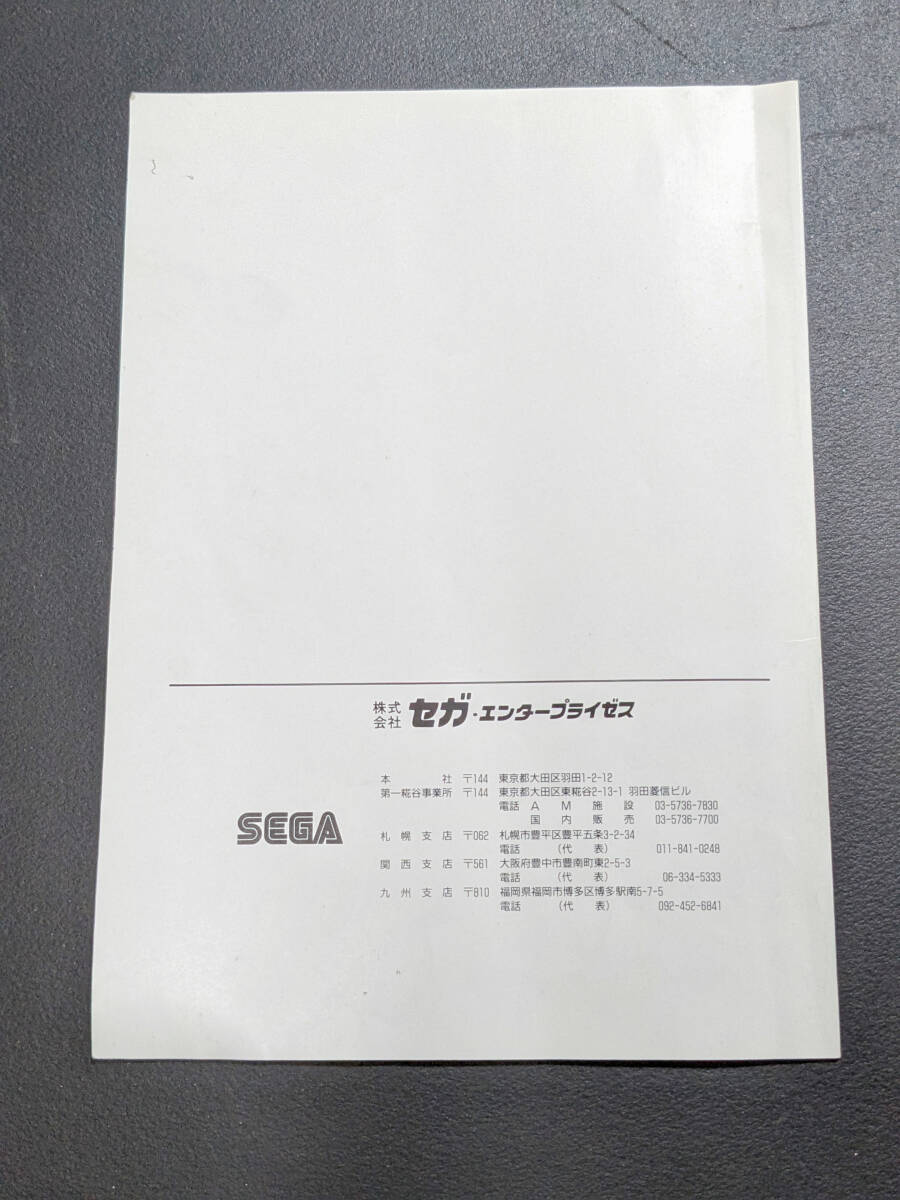 株式会社 セガ・エンタープライゼス
本社 〒144 東京都大田区羽田1-2-12
第一糀谷事業所 〒144 東京都大田区東糀谷2-13-1 羽田菱信ビル
電話 AM施設 03-5736-7830
国内販売 03-5736-7700
SEGA
札幌支店 〒062 札幌市豊平区豊平五条3-2-34
電話 (代表) 011-841-0248
関西支店 〒561 大阪府豊中市豊南町東2-5-3
電話 (代表) 06-334-5333
九州支店 〒810 福岡県福岡市博多区博多駅南5-7-5
電話 (代表) 092-452-6841